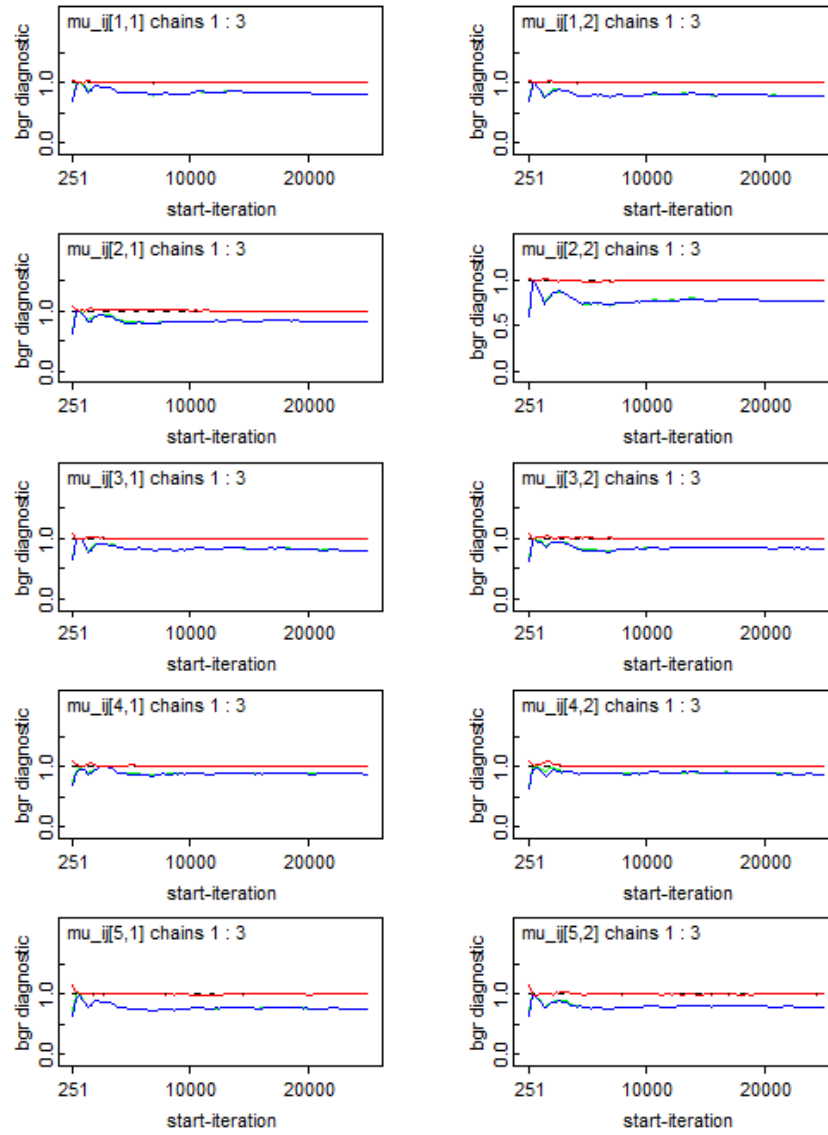 mu_ij[1,1] chains 1 : 3
bgr diagnostic
0.0 1.0
251 10000 20000
start-iteration
mu_ij[1,2] chains 1 : 3
bgr diagnostic
0.0 1.0
251 10000 20000
start-iteration
mu_ij[2,1] chains 1 : 3
bgr diagnostic
0.0 1.0
251 10000 20000
start-iteration
mu_ij[2,2] chains 1 : 3
bgr diagnostic
0.0 0.5 1.0
251 10000 20000
start-iteration
mu_ij[3,1] chains 1 : 3
bgr diagnostic
0.0 1.0
251 10000 20000
start-iteration
mu_ij[3,2] chains 1 : 3
bgr diagnostic
0.0 1.0
251 10000 20000
start-iteration
mu_ij[4,1] chains 1 : 3
bgr diagnostic
0.0 1.0
251 10000 20000
start-iteration
mu_ij[4,2] chains 1 : 3
bgr diagnostic
0.0 1.0
251 10000 20000
start-iteration
mu_ij[5,1] chains 1 : 3
bgr diagnostic
0.0 1.0
251 10000 20000
start-iteration
mu_ij[5,2] chains 1 : 3
bgr diagnostic
0.0 1.0
251 10000 20000
start-iteration